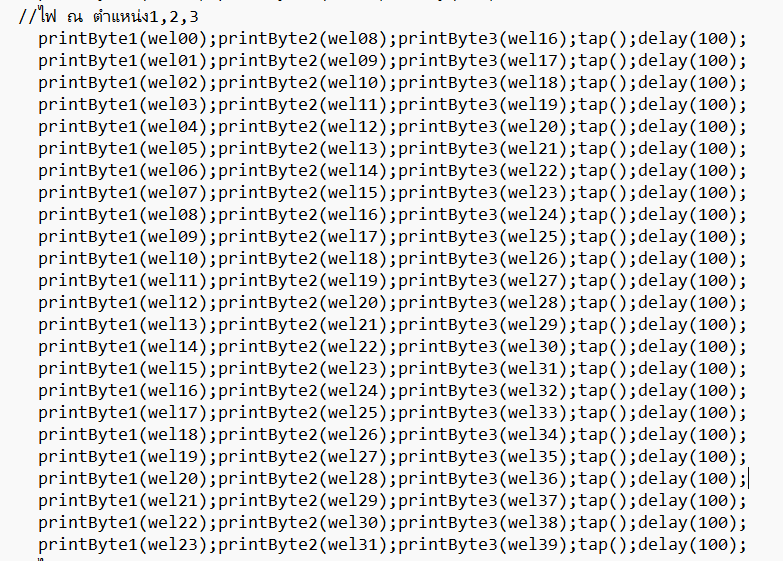 //ไฟ ณ ตำแหน่ง1,2,3
printByte1(wel00);printByte2(wel08);printByte3(wel16);tap();delay(100);
printByte1(wel01);printByte2(wel09);printByte3(wel17);tap();delay(100);
printByte1(wel02);printByte2(wel10);printByte3(wel18);tap();delay(100);
printByte1(wel03);printByte2(wel11);printByte3(wel19);tap();delay(100);
printByte1(wel04);printByte2(wel12);printByte3(wel20);tap();delay(100);
printByte1(wel05);printByte2(wel13);printByte3(wel21);tap();delay(100);
printByte1(wel06);printByte2(wel14);printByte3(wel22);tap();delay(100);
printByte1(wel07);printByte2(wel15);printByte3(wel23);tap();delay(100);
printByte1(wel08);printByte2(wel16);printByte3(wel24);tap();delay(100);
printByte1(wel09);printByte2(wel17);printByte3(wel25);tap();delay(100);
printByte1(wel10);printByte2(wel18);printByte3(wel26);tap();delay(100);
printByte1(wel11);printByte2(wel19);printByte3(wel27);tap();delay(100);
printByte1(wel12);printByte2(wel20);printByte3(wel28);tap();delay(100);
printByte1(wel13);printByte2(wel21);printByte3(wel29);tap();delay(100);
printByte1(wel14);printByte2(wel22);printByte3(wel30);tap();delay(100);
printByte1(wel15);printByte2(wel23);printByte3(wel31);tap();delay(100);
printByte1(wel16);printByte2(wel24);printByte3(wel32);tap();delay(100);
printByte1(wel17);printByte2(wel25);printByte3(wel33);tap();delay(100);
printByte1(wel18);printByte2(wel26);printByte3(wel34);tap();delay(100);
printByte1(wel19);printByte2(wel27);printByte3(wel35);tap();delay(100);
printByte1(wel20);printByte2(wel28);printByte3(wel36);tap();delay(100);
printByte1(wel21);printByte2(wel29);printByte3(wel37);tap();delay(100);
printByte1(wel22);printByte2(wel30);printByte3(wel38);tap();delay(100);
printByte1(wel23);printByte2(wel31);printByte3(wel39);tap();delay(100);